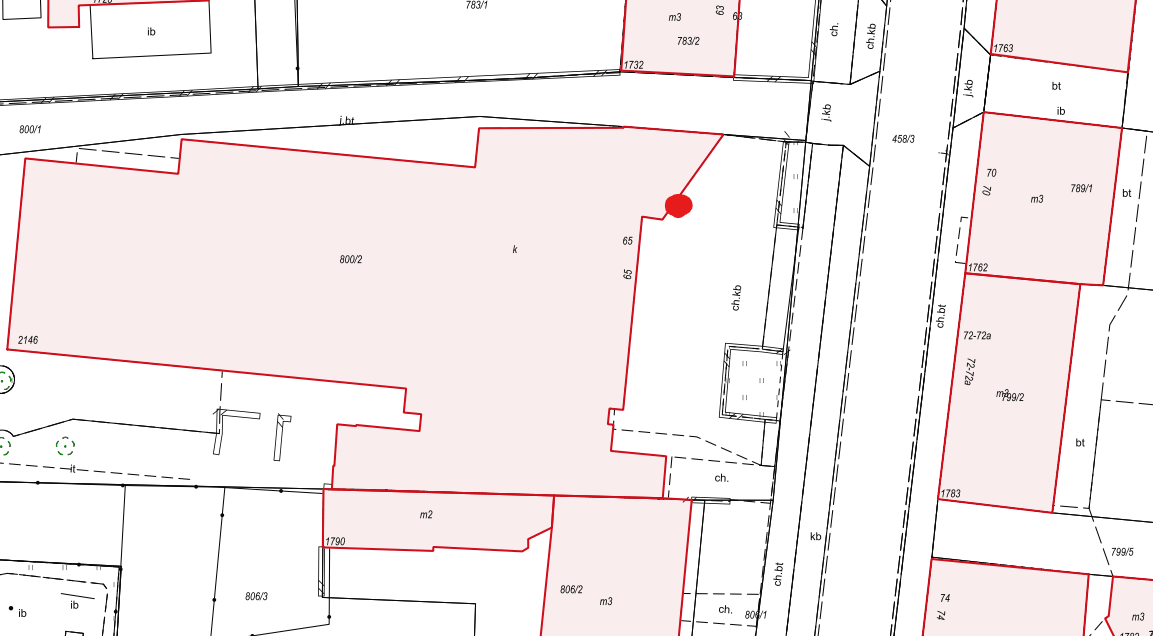 783/1
ib
m3
63
63
783/2
1732
ch.
ch.kb
1763
j.kb
bt
ib
800/1
j.bt
j.kb
458/3
70
70
m3
789/1
bt
65
65
k
800/2
ch.kb
1762
ch.bt
2146
72-72a
72-72a
799/2
bt
it
ch.
1783
m2
1790
kb
799/5
ch.bt
806/3
806/2
m3
ch.
806/1
74
74
m3
ib
ib